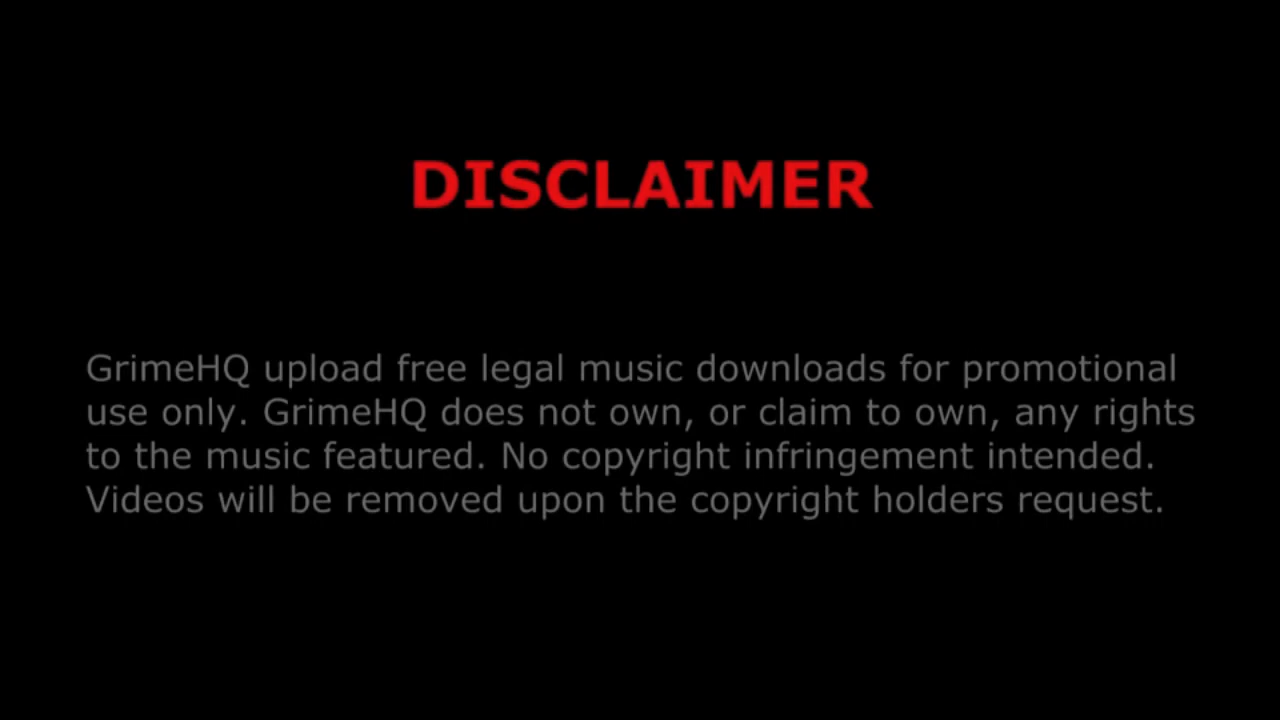 DISCLAIMER
GrimeHQ upload free legal music downloads for promotional
use only. GrimeHQ does not own, or claim to own, any rights
to the music featured. No copyright infringement intended.
Videos will be removed upon the copyright holders request.